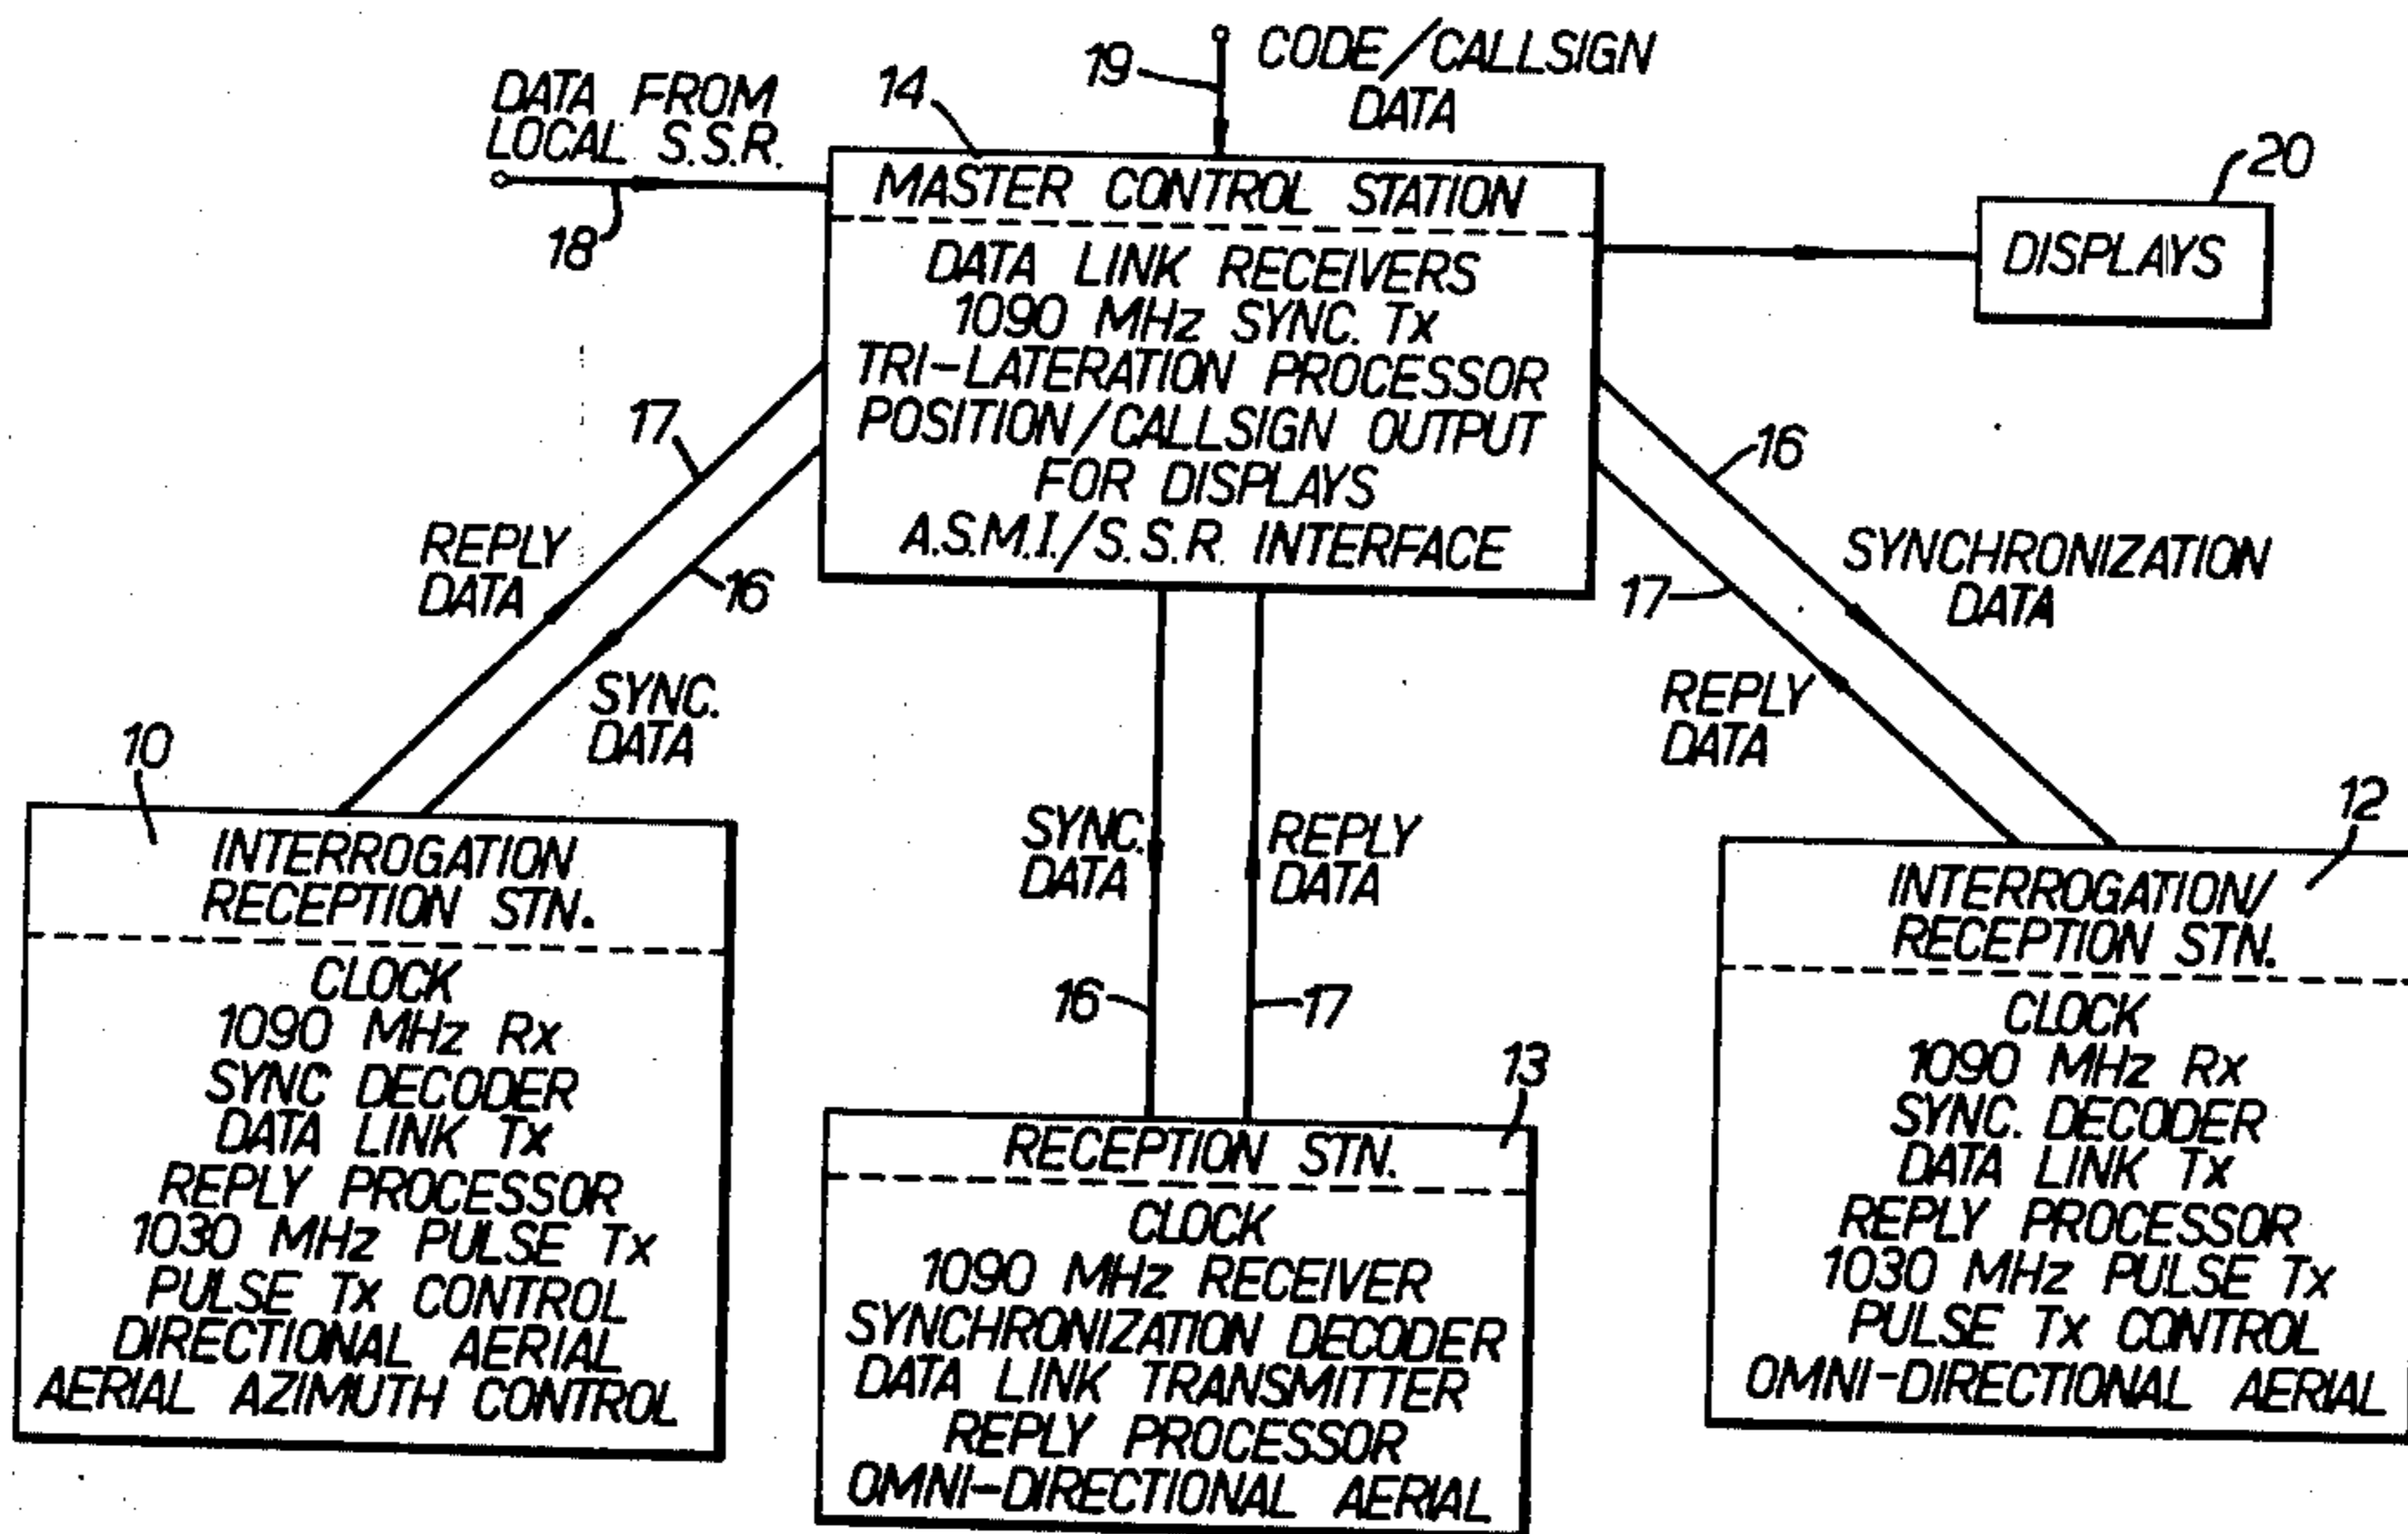 19
CODE/CALLSIGN
DATA
DATA FROM
LOCAL S.S.R.
18
14
MASTER CONTROL STATION
DATA LINK RECEIVERS
1090 MHz SYNC. Tx
TRI-LATERATION PROCESSOR
POSITION/CALLSIGN OUTPUT
FOR DISPLAYS
A.S.M.I./S.S.R. INTERFACE
20
DISPLAYS
17
REPLY
DATA
16
SYNC.
DATA
16
SYNCHRONIZATION
DATA
17
REPLY
DATA
SYNC.
DATA
REPLY
DATA
16
17
10
INTERROGATION
RECEPTION STN.
CLOCK
1090 MHz Rx
SYNC DECODER
DATA LINK Tx
REPLY PROCESSOR
1030 MHz PULSE Tx
PULSE Tx CONTROL
DIRECTIONAL AERIAL
AERIAL AZIMUTH CONTROL
13
RECEPTION STN.
CLOCK
1090 MHz RECEIVER
SYNCHRONIZATION DECODER
DATA LINK TRANSMITTER
REPLY PROCESSOR
OMNI-DIRECTIONAL AERIAL
12
INTERROGATION/
RECEPTION STN.
CLOCK
1090 MHz Rx
SYNC. DECODER
DATA LINK Tx
REPLY PROCESSOR
1030 MHz PULSE Tx
PULSE Tx CONTROL
OMNI-DIRECTIONAL AERIAL